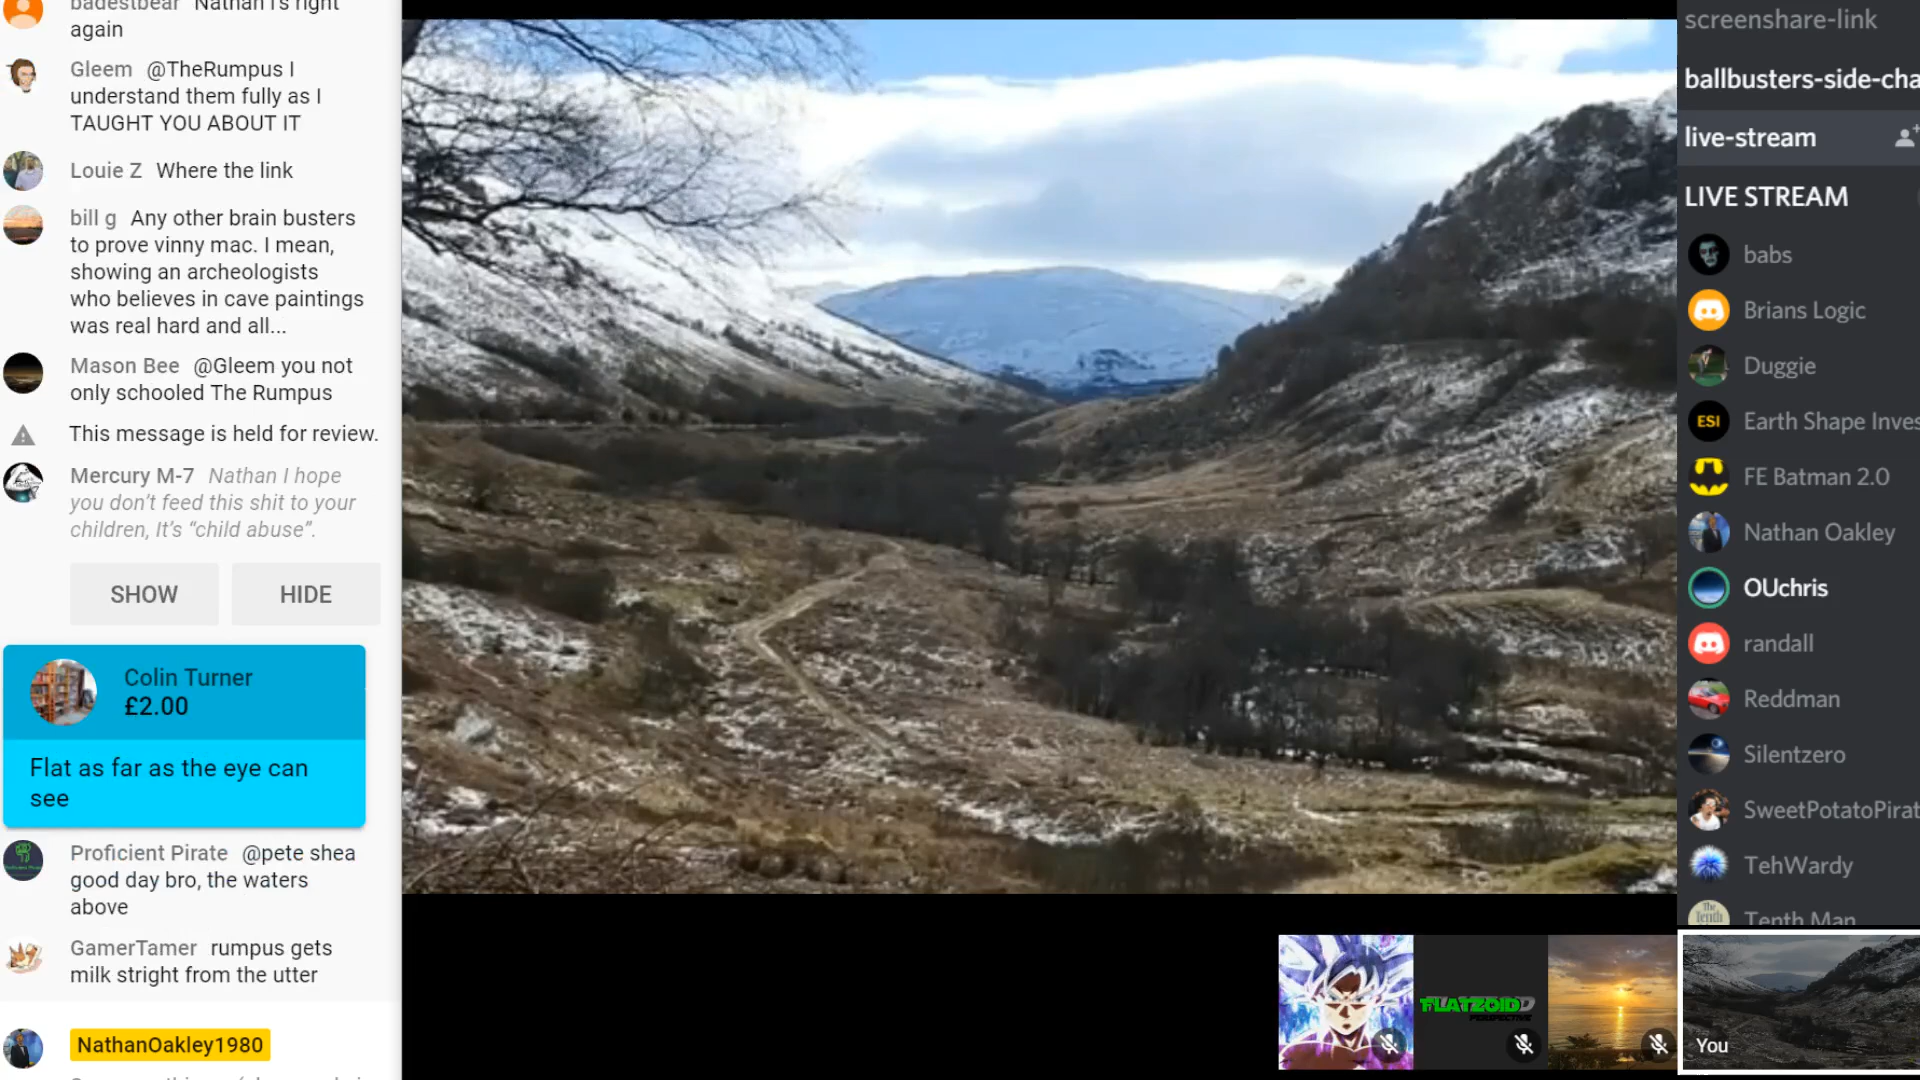 badestbear Nathan I's right
again
Gleem @TheRumpus I
understand them fully as I
TAUGHT YOU ABOUT IT
Louie Z Where the link
bill g Any other brain busters
to prove vinny mac. I mean,
showing an archeologists
who believes in cave paintings
was real hard and all...
Mason Bee @Gleem you not
only schooled The Rumpus
This message is held for review.
Mercury M-7 Nathan I hope
you don't feed this shit to your
children, It's “child abuse”.
SHOW HIDE
Colin Turner
£2.00
Flat as far as the eye can
see
Proficient Pirate @pete shea
good day bro, the waters
above
GamerTamer rumpus gets
milk stright from the utter
NathanOakley1980
screenshare-link
ballbusters-side-cha
live-stream
LIVE STREAM
babs
Brians Logic
Duggie
ESI Earth Shape Inves
FE Batman 2.0
Nathan Oakley
OUchris
randall
Reddman
Silentzero
SweetPotatoPirat
TehWardy
The
Tenth Tenth Man
FLATZOID
PERSPECTIVE
You